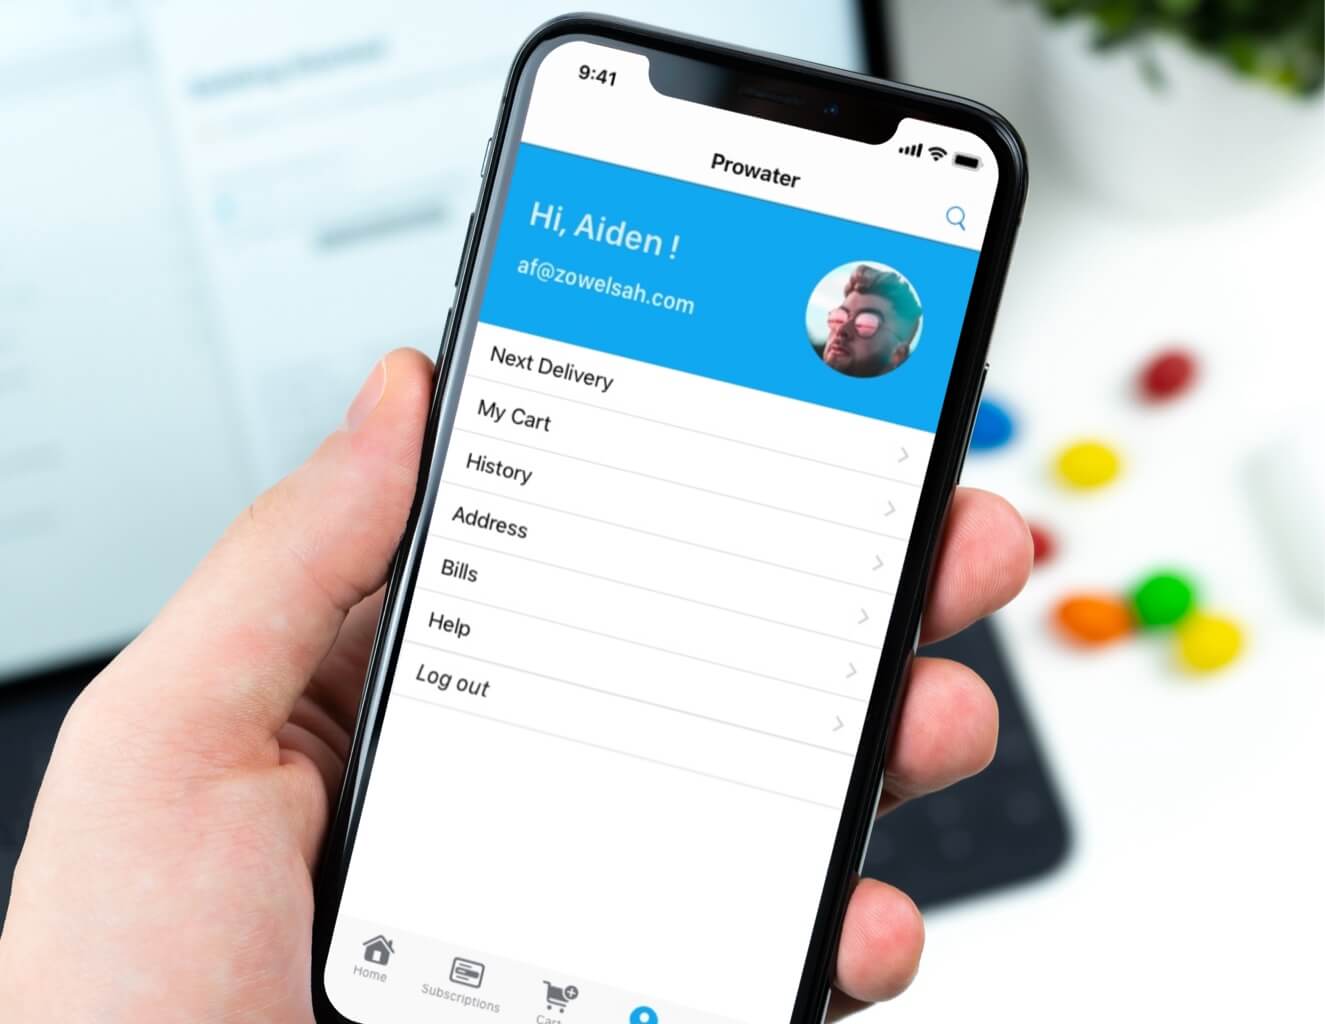 9:41
Prowater
Hi, Aiden !
af@zowelsah.com
Next Delivery
My Cart
History
Address
Bills
Help
Log out
Home
Subscriptions
Cart